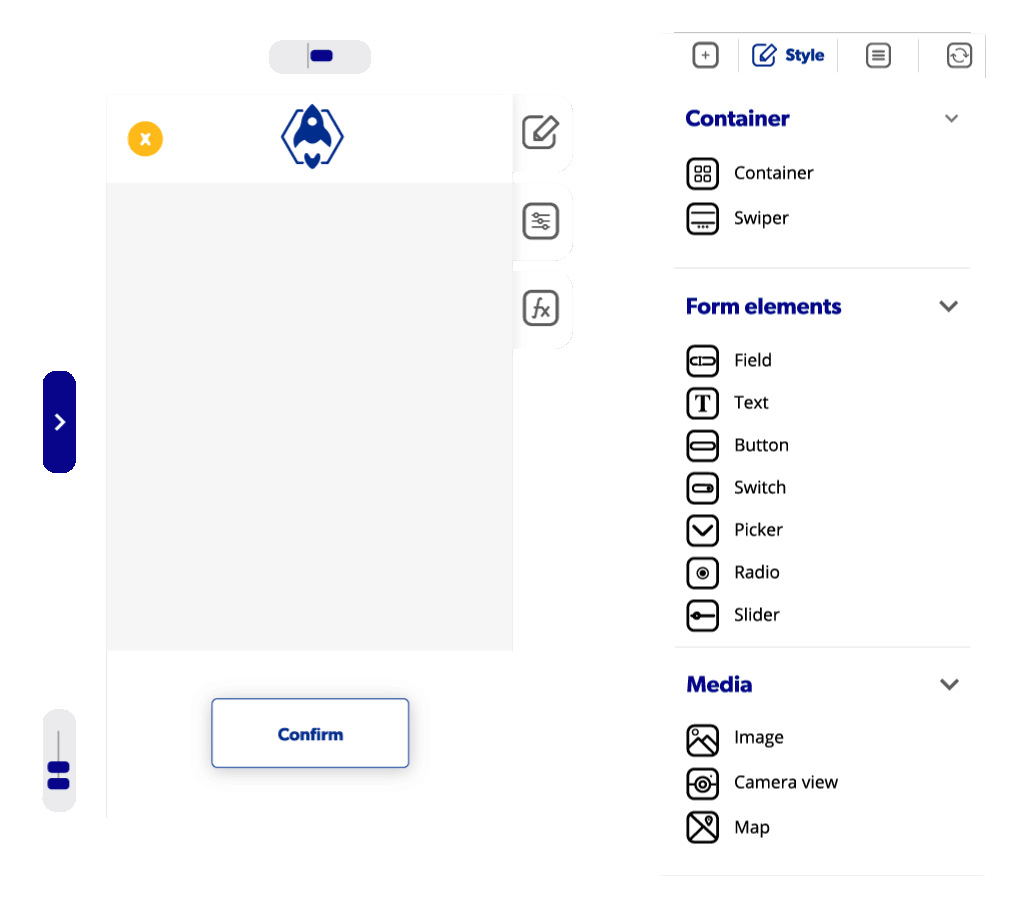 Style
x
Container
Container
Swiper
fx
Form elements
Field
T Text
Button
Switch
Picker
Radio
Slider
Confirm
Media
Image
Camera view
Map